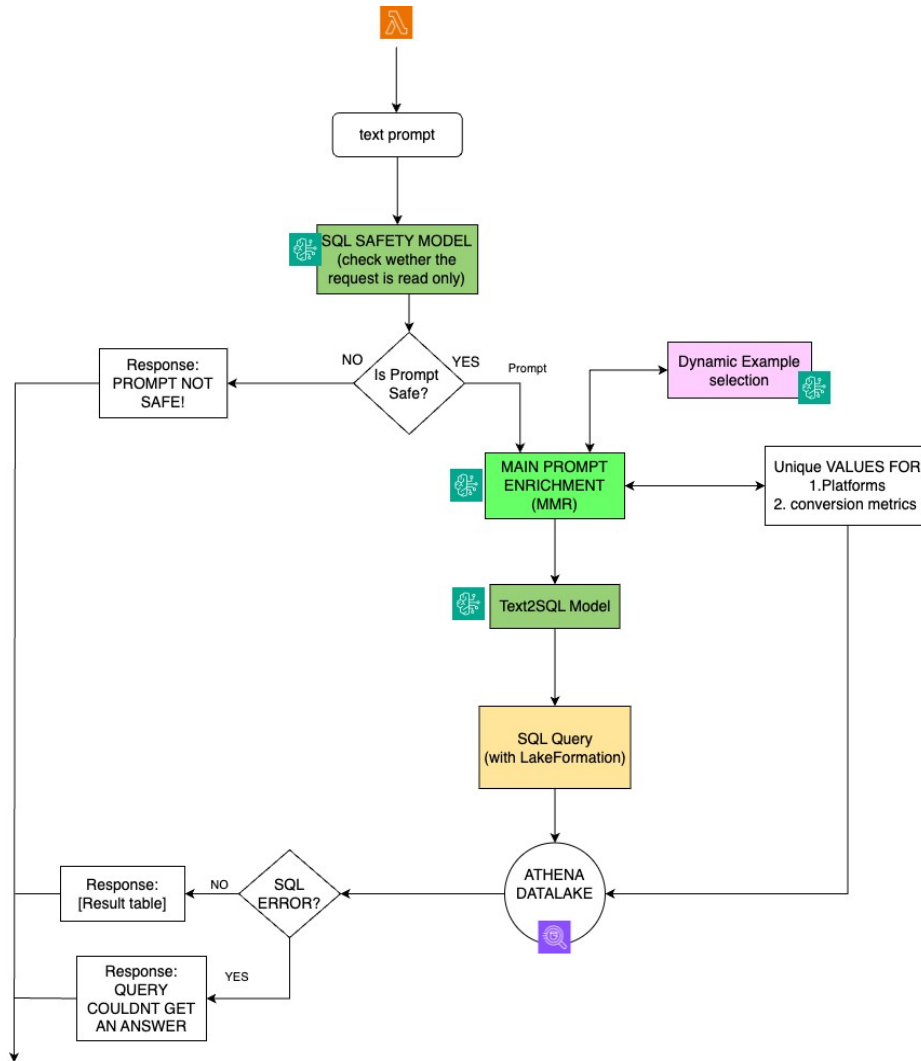 text prompt
SQL SAFETY MODEL
(check wether the
request is read only)
NO
YES
Is Prompt
Safe?
Prompt
Response:
PROMPT NOT
SAFE!
Dynamic Example
selection
MAIN PROMPT
ENRICHMENT
(MMR)
Unique VALUES FOR
1.Platforms
2. conversion metrics
Text2SQL Model
SQL Query
(with LakeFormation)
ATHENA
DATALAKE
SQL
ERROR?
NO
Response:
[Result table]
YES
Response:
QUERY
COULDNT GET
AN ANSWER